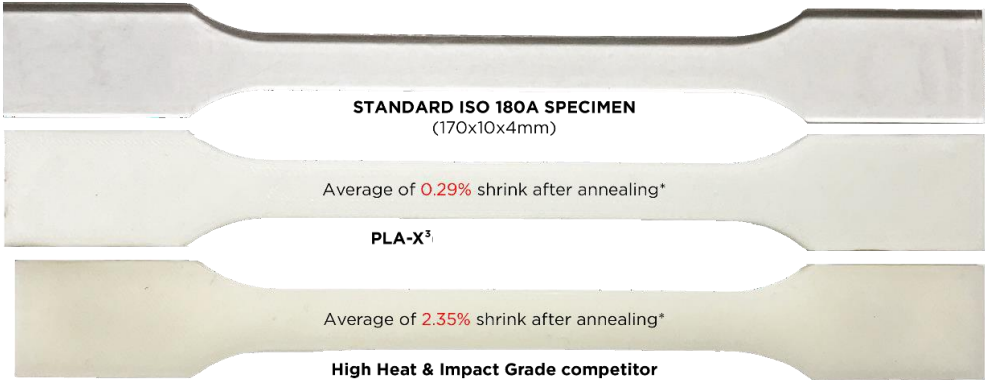 STANDARD ISO 180A SPECIMEN
(170x10x4mm)
Average of 0.29% shrink after annealing*
PLA-X³
Average of 2.35% shrink after annealing*
High Heat & Impact Grade competitor